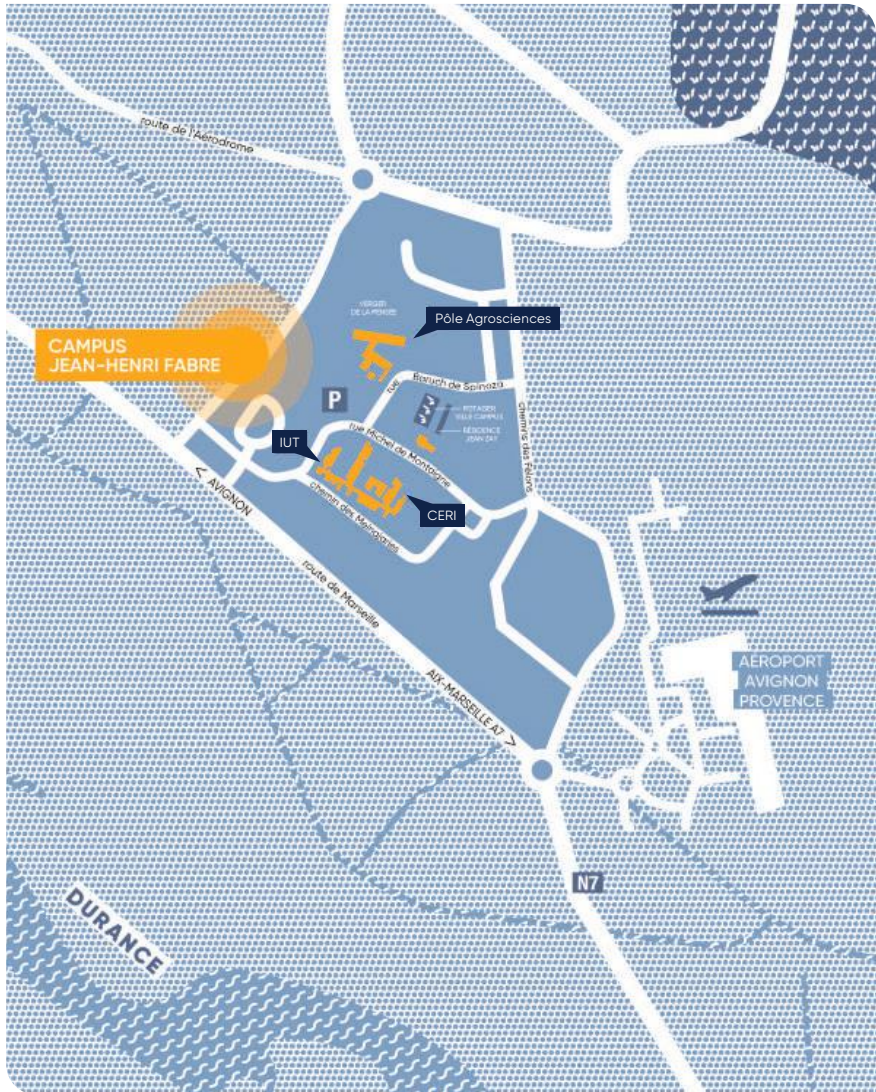 route de l'Aérodrome
VERGER
DE LA PENSÉE
Pôle Agrosciences
CAMPUS
JEAN-HENRI FABRE
rue Baruch de Spinoza
P
POTAGER
VILLE CAMPUS
RÉSIDENCE
JEAN ZAY
chemin des Félons
rue Michel de Montaigne
IUT
< AVIGNON
CERI
chemin des Meinajariès
route de Marseille
AÉROPORT
AVIGNON
PROVENCE
AIX-MARSEILLE A7 >
N7
DURANCE